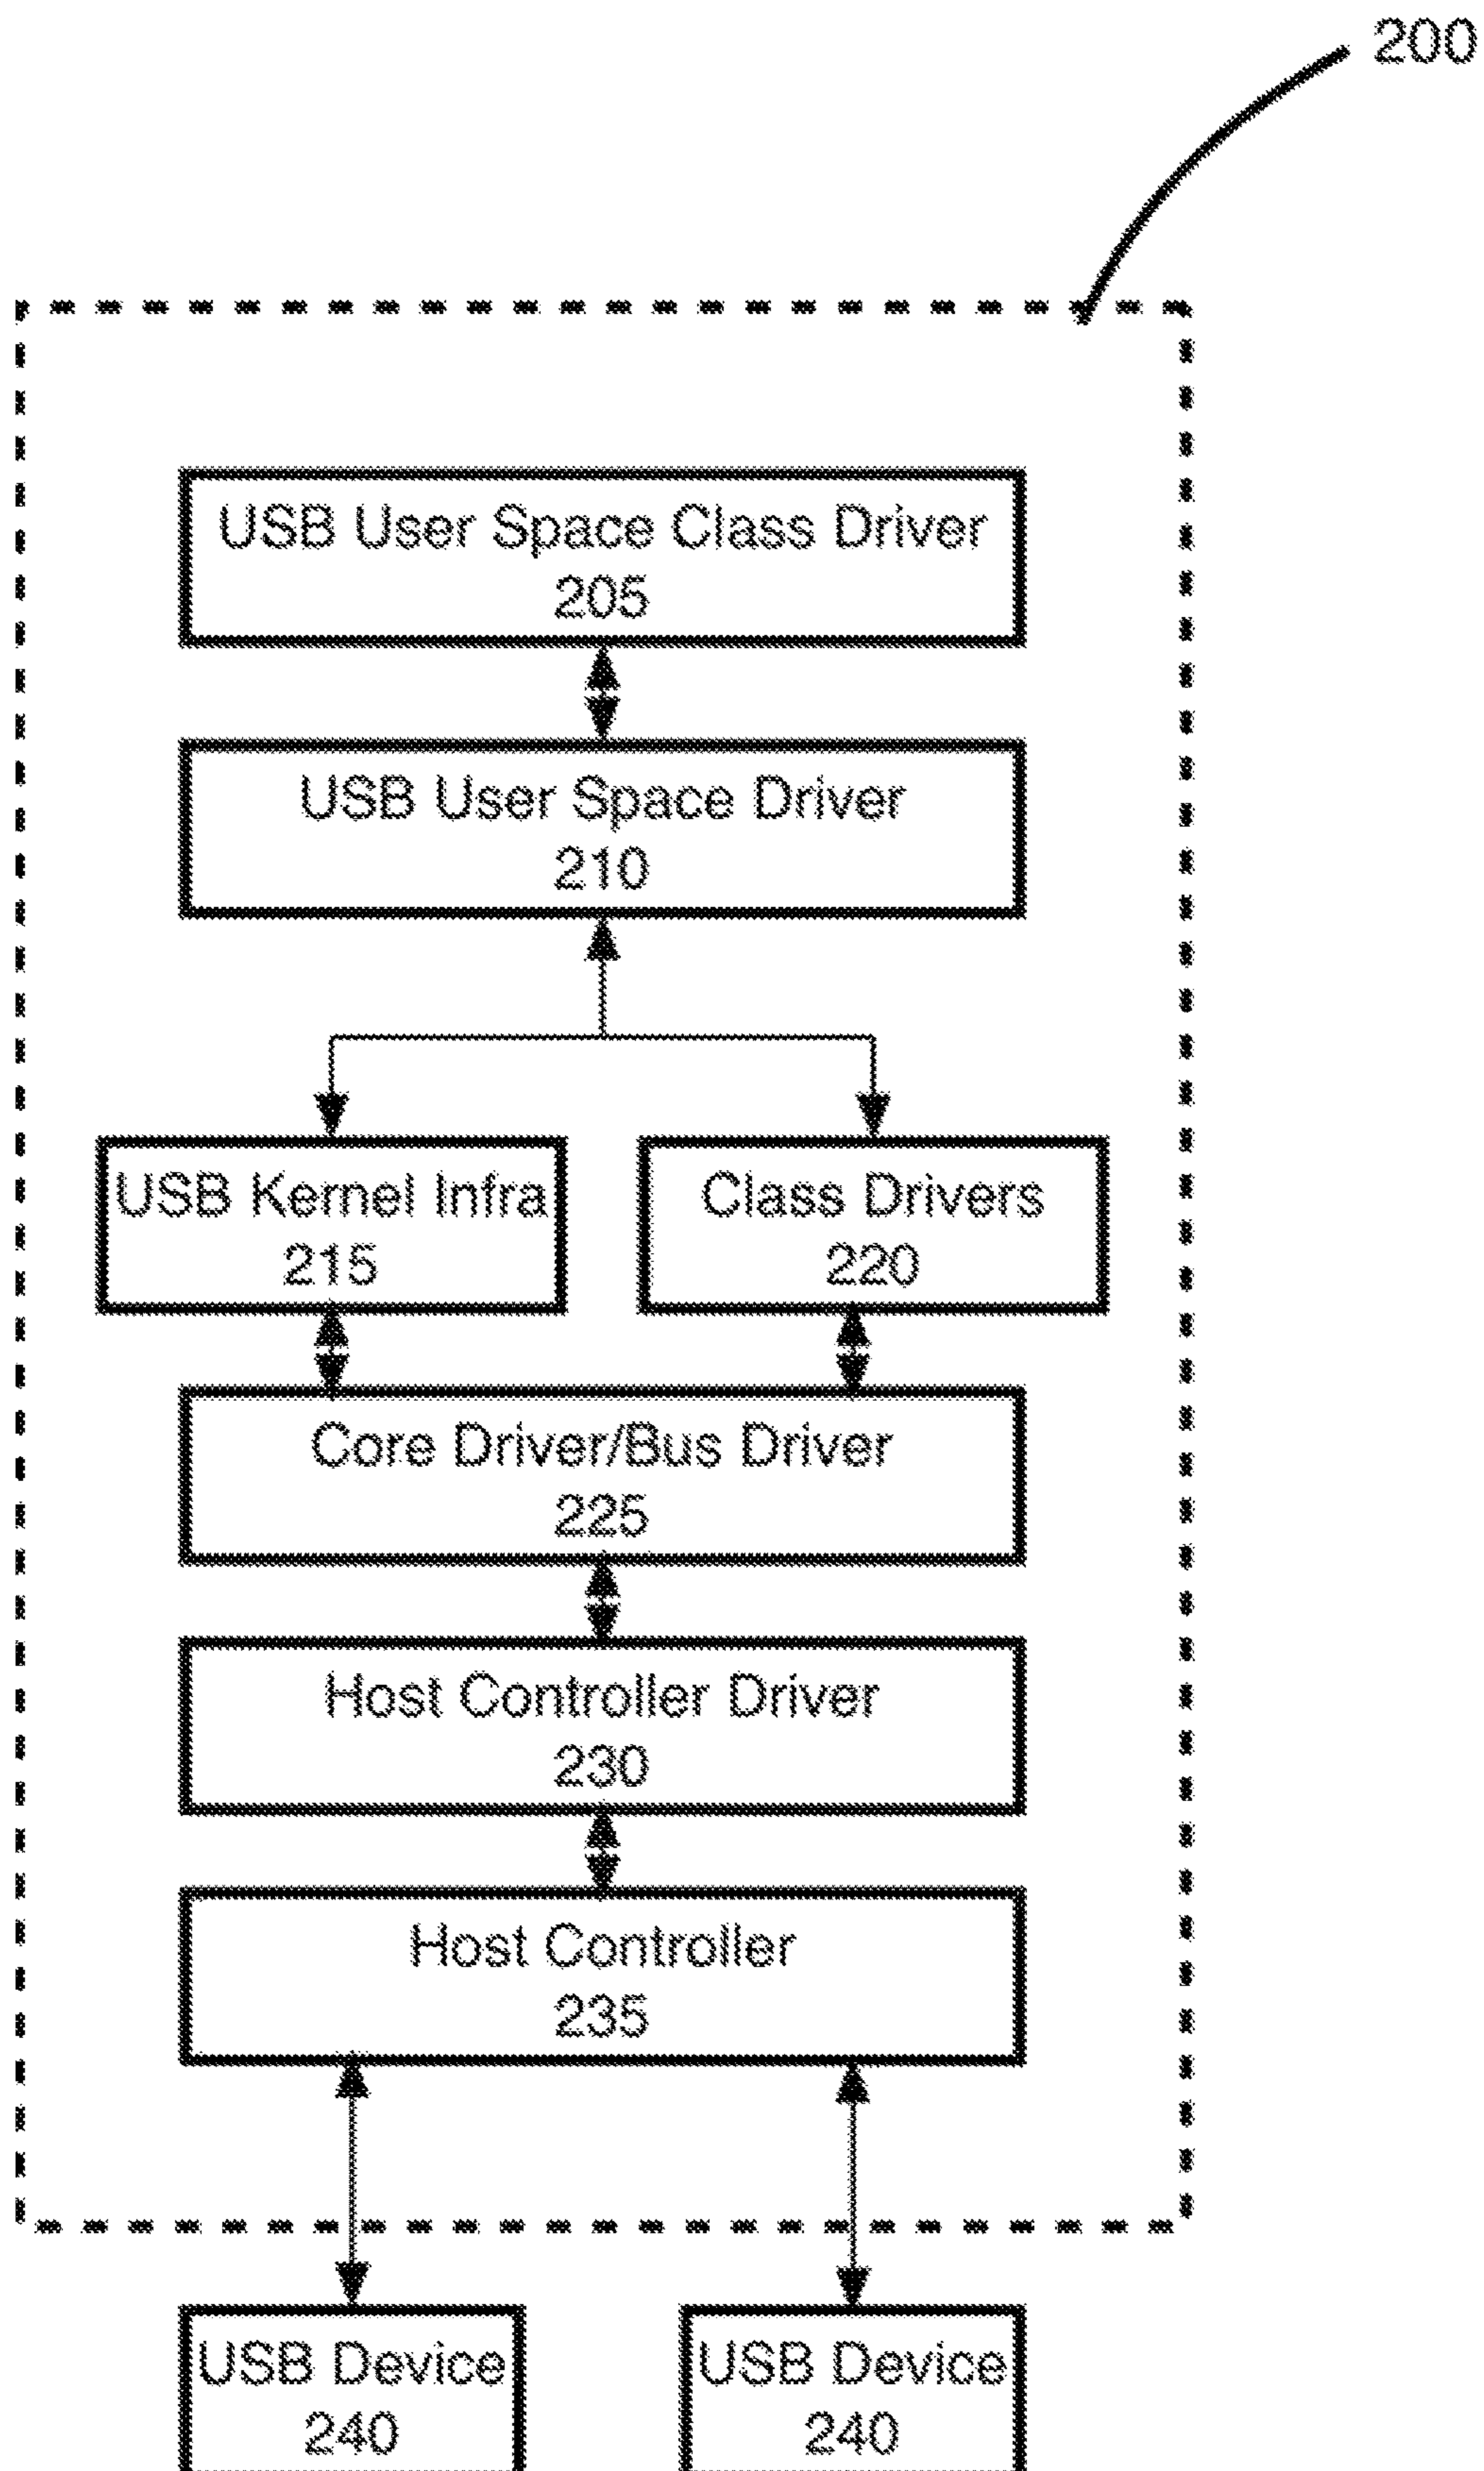 200
USB User Space Class Driver
205
USB User Space Driver
210
USB Kernel Infra
215
Class Drivers
220
Core Driver/Bus Driver
225
Host Controller Driver
230
Host Controller
235
USB Device
240
USB Device
240